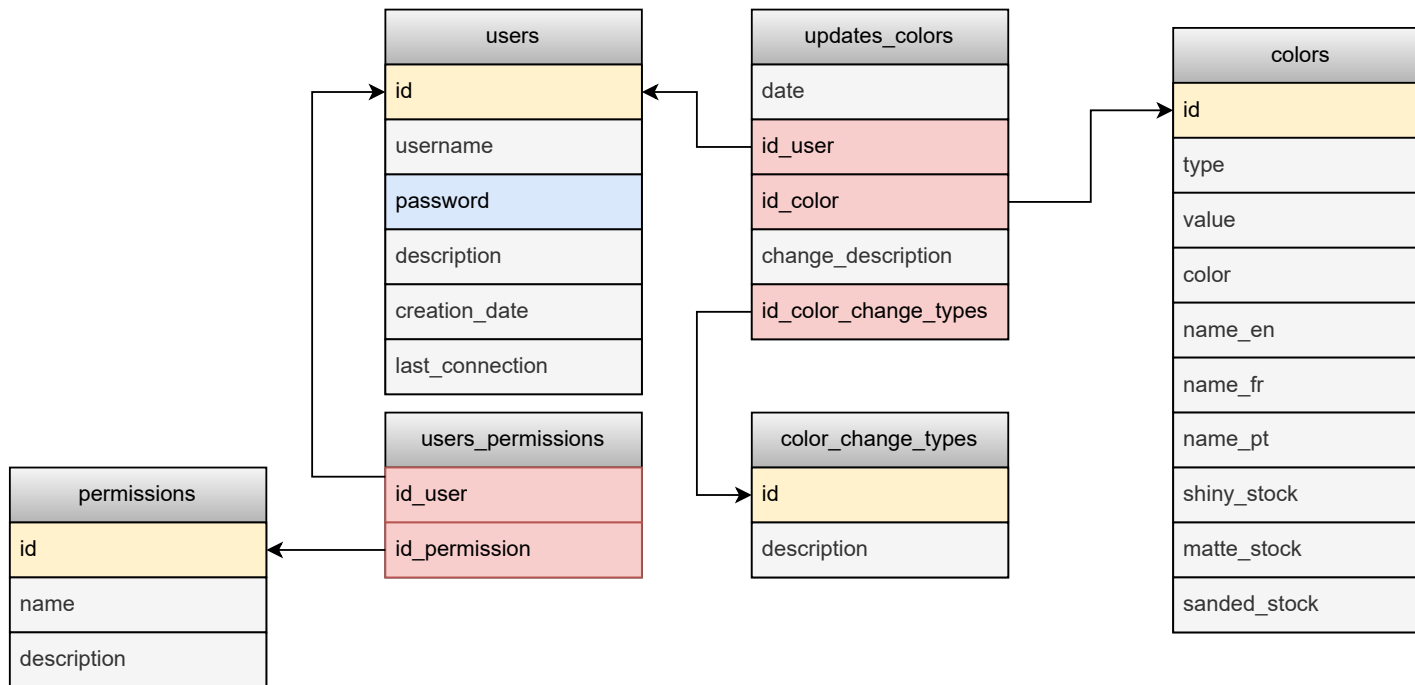 users
id
username
password
description
creation_date
last_connection
updates_colors
date
id_user
id_color
change_description
id_color_change_types
colors
id
type
value
color
name_en
name_fr
name_pt
shiny_stock
matte_stock
sanded_stock
users_permissions
id_user
id_permission
color_change_types
id
description
permissions
id
name
description